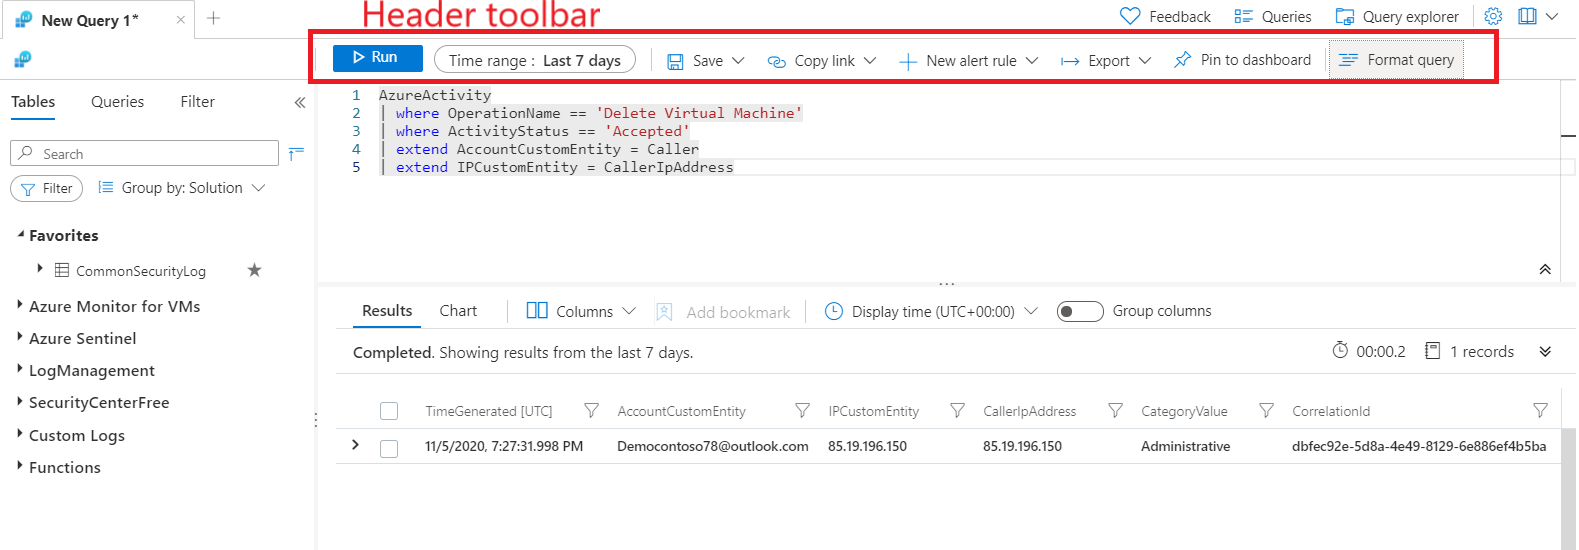 New Query 1*
Header toolbar
Feedback Queries Query explorer
Run Time range : Last 7 days Save Copy link New alert rule Export Pin to dashboard Format query
Tables Queries Filter
Search
Filter Group by: Solution
Favorites
CommonSecurityLog
Azure Monitor for VMs
Azure Sentinel
LogManagement
SecurityCenterFree
Custom Logs
Functions
1 AzureActivity
2 | where OperationName == 'Delete Virtual Machine'
3 | where ActivityStatus == 'Accepted'
4 | extend AccountCustomEntity = Caller
5 | extend IPCustomEntity = CallerIpAddress
Results Chart Columns Add bookmark Display time (UTC+00:00) Group columns
Completed. Showing results from the last 7 days. 00:00.2 1 records
TimeGenerated [UTC] AccountCustomEntity IPCustomEntity CallerIpAddress CategoryValue CorrelationId
11/5/2020, 7:27:31.998 PM Democontoso78@outlook.com 85.19.196.150 85.19.196.150 Administrative dbfec92e-5d8a-4e49-8129-6e886ef4b5ba